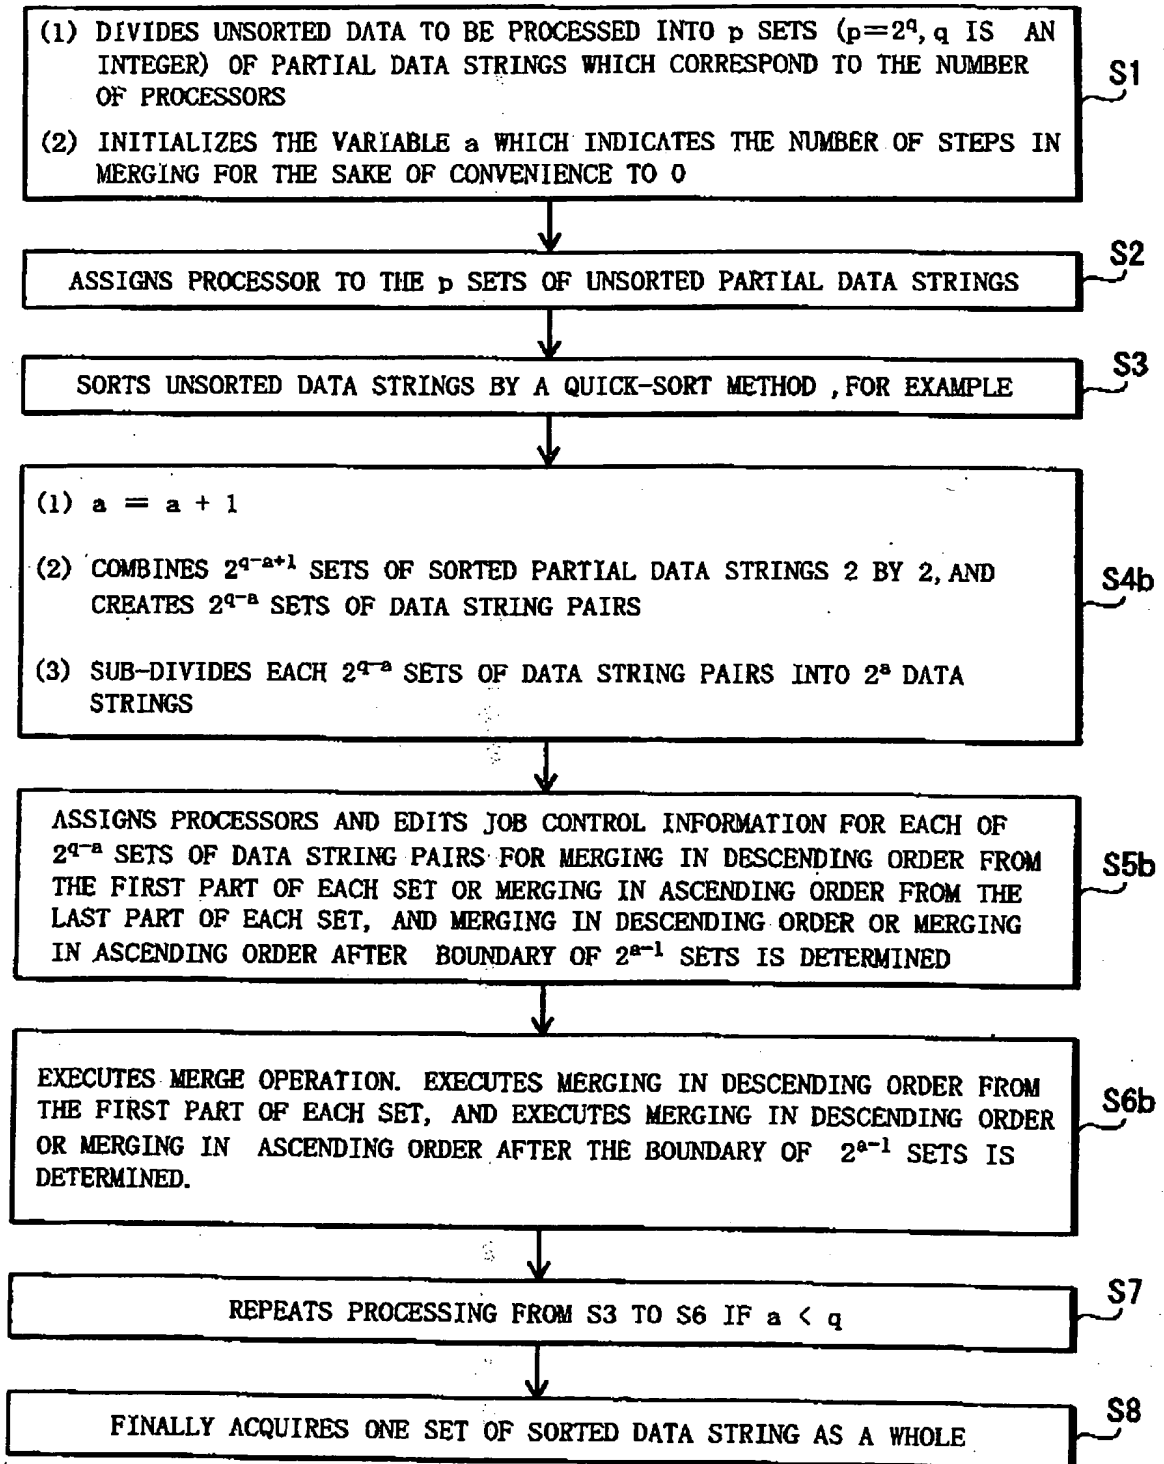 (1) DIVIDES UNSORTED DATA TO BE PROCESSED INTO p SETS (p=2^q, q IS AN
INTEGER) OF PARTIAL DATA STRINGS WHICH CORRESPOND TO THE NUMBER
OF PROCESSORS
S1
(2) INITIALIZES THE VARIABLE a WHICH INDICATES THE NUMBER OF STEPS IN
MERGING FOR THE SAKE OF CONVENIENCE TO 0
S2
ASSIGNS PROCESSOR TO THE p SETS OF UNSORTED PARTIAL DATA STRINGS
S3
SORTS UNSORTED DATA STRINGS BY A QUICK-SORT METHOD ,FOR EXAMPLE
(1) a = a + 1
(2) COMBINES 2^q-a+1 SETS OF SORTED PARTIAL DATA STRINGS 2 BY 2, AND
CREATES 2^q-a SETS OF DATA STRING PAIRS
S4b
(3) SUB-DIVIDES EACH 2^q-a SETS OF DATA STRING PAIRS INTO 2^a DATA
STRINGS
ASSIGNS PROCESSORS AND EDITS JOB CONTROL INFORMATION FOR EACH OF
2^q-a SETS OF DATA STRING PAIRS FOR MERGING IN DESCENDING ORDER FROM
THE FIRST PART OF EACH SET OR MERGING IN ASCENDING ORDER FROM THE
LAST PART OF EACH SET, AND MERGING IN DESCENDING ORDER OR MERGING
IN ASCENDING ORDER AFTER BOUNDARY OF 2^a-1 SETS IS DETERMINED
S5b
EXECUTES MERGE OPERATION. EXECUTES MERGING IN DESCENDING ORDER FROM
THE FIRST PART OF EACH SET, AND EXECUTES MERGING IN DESCENDING ORDER
OR MERGING IN ASCENDING ORDER AFTER THE BOUNDARY OF 2^a-1 SETS IS
DETERMINED.
S6b
S7
REPEATS PROCESSING FROM S3 TO S6 IF a < q
S8
FINALLY ACQUIRES ONE SET OF SORTED DATA STRING AS A WHOLE